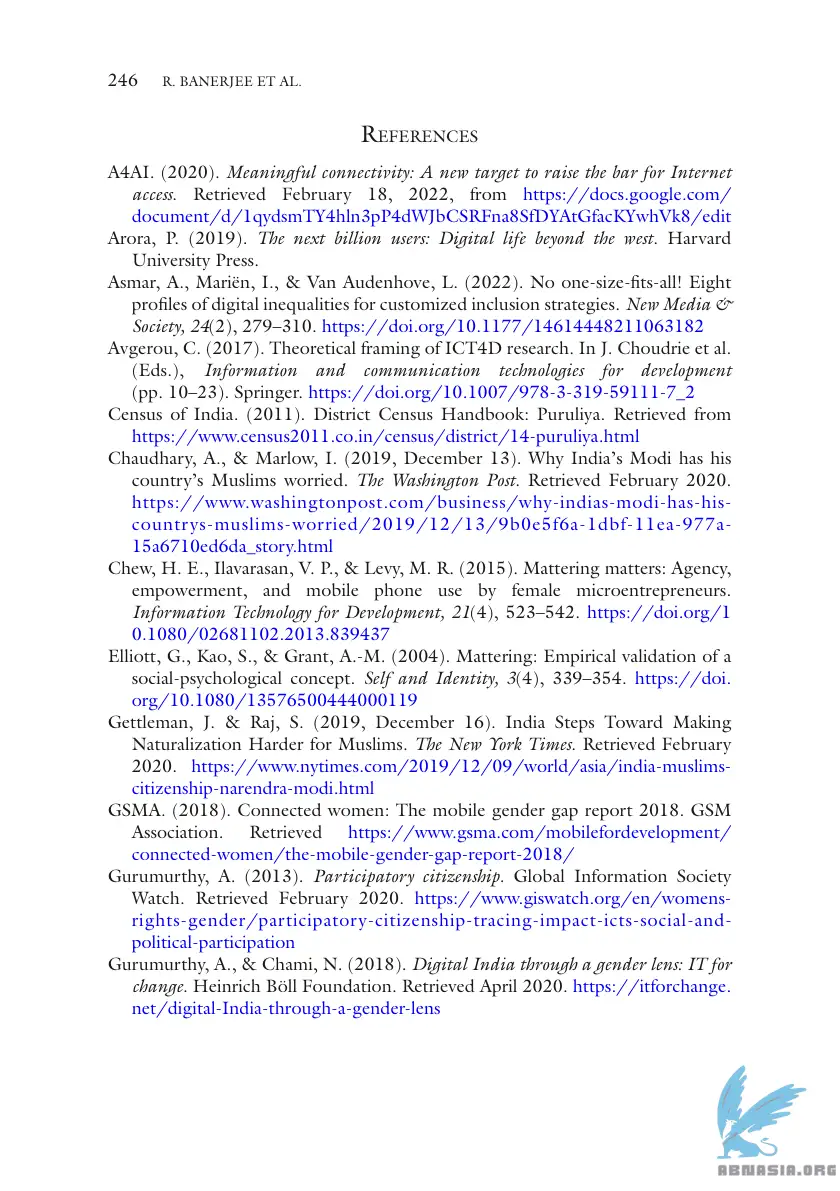 246 R. BANERJEE ET AL.
REFERENCES
A4AI. (2020). Meaningful connectivity: A new target to raise the bar for Internet
access. Retrieved February 18, 2022, from https://docs.google.com/
document/d/1qydsmTY4hln3pP4dWJbCSRFna8SfDYAtGfacKYwhVk8/edit
Arora, P. (2019). The next billion users: Digital life beyond the west. Harvard
University Press.
Asmar, A., Mariën, I., & Van Audenhove, L. (2022). No one-size-fits-all! Eight
profiles of digital inequalities for customized inclusion strategies. New Media &
Society, 24(2), 279–310. https://doi.org/10.1177/14614448211063182
Avgerou, C. (2017). Theoretical framing of ICT4D research. In J. Choudrie et al.
(Eds.), Information and communication technologies for development
(pp. 10–23). Springer. https://doi.org/10.1007/978-3-319-59111-7_2
Census of India. (2011). District Census Handbook: Puruliya. Retrieved from
https://www.census2011.co.in/census/district/14-puruliya.html
Chaudhary, A., & Marlow, I. (2019, December 13). Why India's Modi has his
country's Muslims worried. The Washington Post. Retrieved February 2020.
https://www.washingtonpost.com/business/why-indias-modi-has-his-
countrys-muslims-worried/2019/12/13/9b0e5f6a-1dbf-11ea-977a-
15a6710ed6da_story.html
Chew, H. E., Ilavarasan, V. P., & Levy, M. R. (2015). Mattering matters: Agency,
empowerment, and mobile phone use by female microentrepreneurs.
Information Technology for Development, 21(4), 523–542. https://doi.org/1
0.1080/02681102.2013.839437
Elliott, G., Kao, S., & Grant, A.-M. (2004). Mattering: Empirical validation of a
social-psychological concept. Self and Identity, 3(4), 339–354. https://doi.
org/10.1080/13576500444000119
Gettleman, J. & Raj, S. (2019, December 16). India Steps Toward Making
Naturalization Harder for Muslims. The New York Times. Retrieved February
2020. https://www.nytimes.com/2019/12/09/world/asia/india-muslims-
citizenship-narendra-modi.html
GSMA. (2018). Connected women: The mobile gender gap report 2018. GSM
Association. Retrieved https://www.gsma.com/mobilefordevelopment/
connected-women/the-mobile-gender-gap-report-2018/
Gurumurthy, A. (2013). Participatory citizenship. Global Information Society
Watch. Retrieved February 2020. https://www.giswatch.org/en/womens-
rights-gender/participatory-citizenship-tracing-impact-icts-social-and-
political-participation
Gurumurthy, A., & Chami, N. (2018). Digital India through a gender lens: IT for
change. Heinrich Böll Foundation. Retrieved April 2020. https://itforchange.
net/digital-India-through-a-gender-lens
ABNASIA.ORG